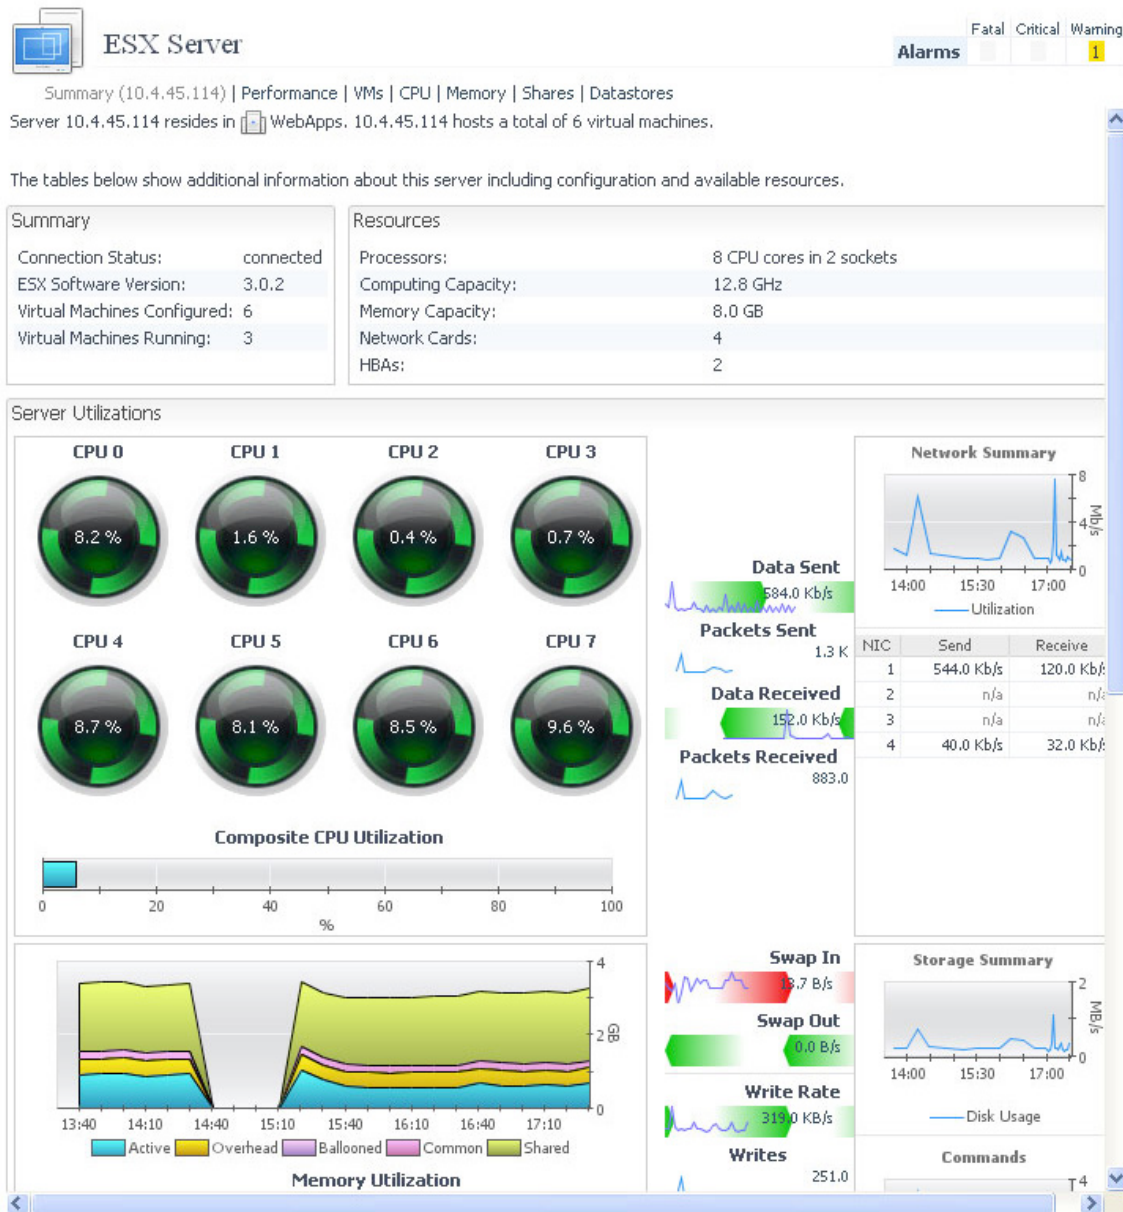 ESX Server
Fatal Critical Warning
Alarms 1
Summary (10.4.45.114) | Performance | VMs | CPU | Memory | Shares | Datastores
Server 10.4.45.114 resides in WebApps. 10.4.45.114 hosts a total of 6 virtual machines.
The tables below show additional information about this server including configuration and available resources.
Summary
Connection Status: connected
ESX Software Version: 3.0.2
Virtual Machines Configured: 6
Virtual Machines Running: 3
Resources
Processors: 8 CPU cores in 2 sockets
Computing Capacity: 12.8 GHz
Memory Capacity: 8.0 GB
Network Cards: 4
HBAs: 2
Server Utilizations
CPU 0 CPU 1 CPU 2 CPU 3
8.2 % 1.6 % 0.4 % 0.7 %
CPU 4 CPU 5 CPU 6 CPU 7
8.7 % 8.1 % 8.5 % 9.6 %
Composite CPU Utilization
0 20 40 60 80 100
%
Data Sent
584.0 Kb/s
Packets Sent
1.3 K
Data Received
152.0 Kb/s
Packets Received
883.0
Network Summary
8
4
0
Mb/s
14:00 15:30 17:00
Utilization
NIC Send Receive
1 544.0 Kb/s 120.0 Kb/s
2 n/a n/a
3 n/a n/a
4 40.0 Kb/s 32.0 Kb/s
4
2
0
GB
13:40 14:10 14:40 15:10 15:40 16:10 16:40 17:10
Active Overhead Ballooned Common Shared
Memory Utilization
Swap In
13.7 B/s
Swap Out
0.0 B/s
Write Rate
319.0 KB/s
Writes
251.0
Storage Summary
2
0
MB/s
14:00 15:30 17:00
Disk Usage
Commands
4